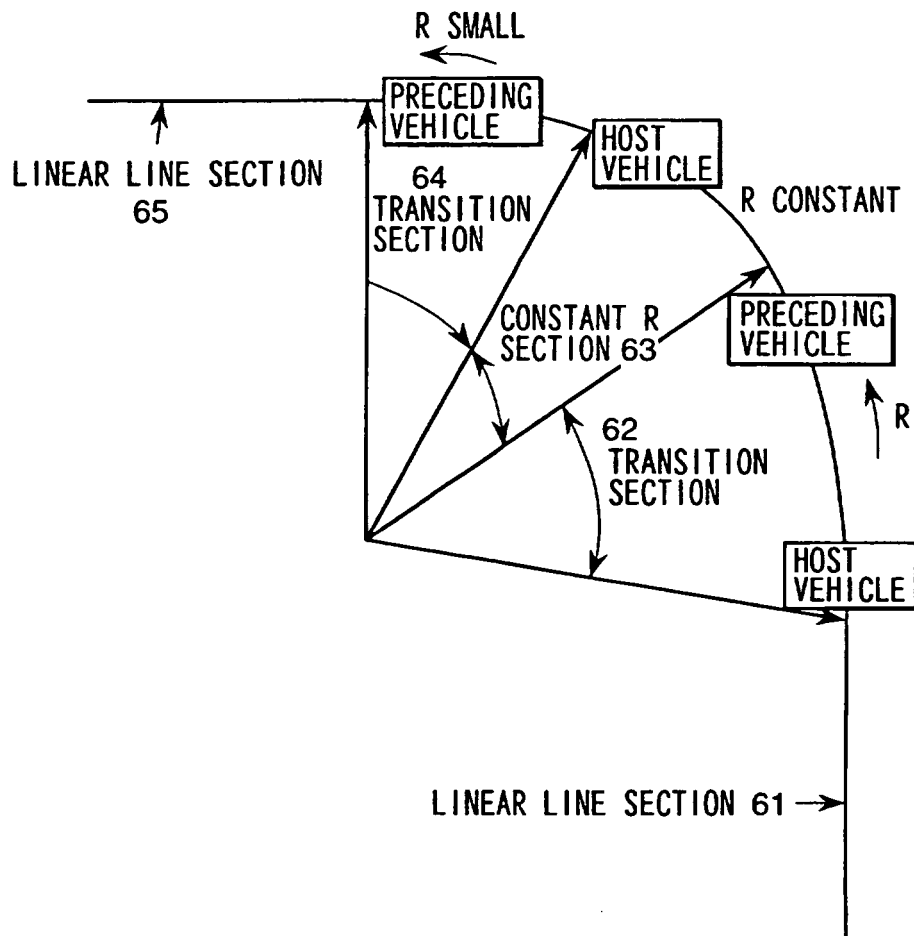 R SMALL
PRECEDING
VEHICLE
HOST
VEHICLE
LINEAR LINE SECTION
65
64
TRANSITION
SECTION
R CONSTANT
CONSTANT R
SECTION 63
PRECEDING
VEHICLE
R
62
TRANSITION
SECTION
HOST
VEHICLE
LINEAR LINE SECTION 61